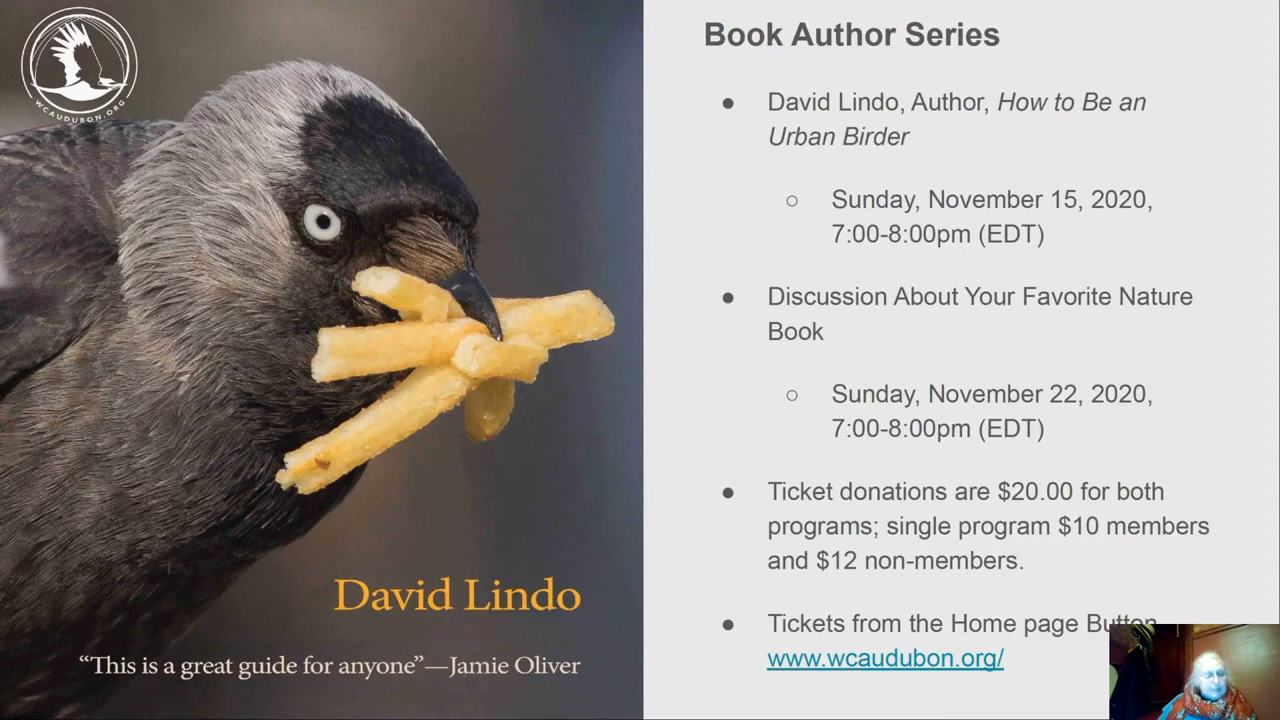 WCAUDUBON.ORG
David Lindo
“This is a great guide for anyone”—Jamie Oliver
Book Author Series
● David Lindo, Author, How to Be an
Urban Birder
○ Sunday, November 15, 2020,
7:00-8:00pm (EDT)
● Discussion About Your Favorite Nature
Book
○ Sunday, November 22, 2020,
7:00-8:00pm (EDT)
● Ticket donations are $20.00 for both
programs; single program $10 members
and $12 non-members.
● Tickets from the Home page Button
www.wcaudubon.org/